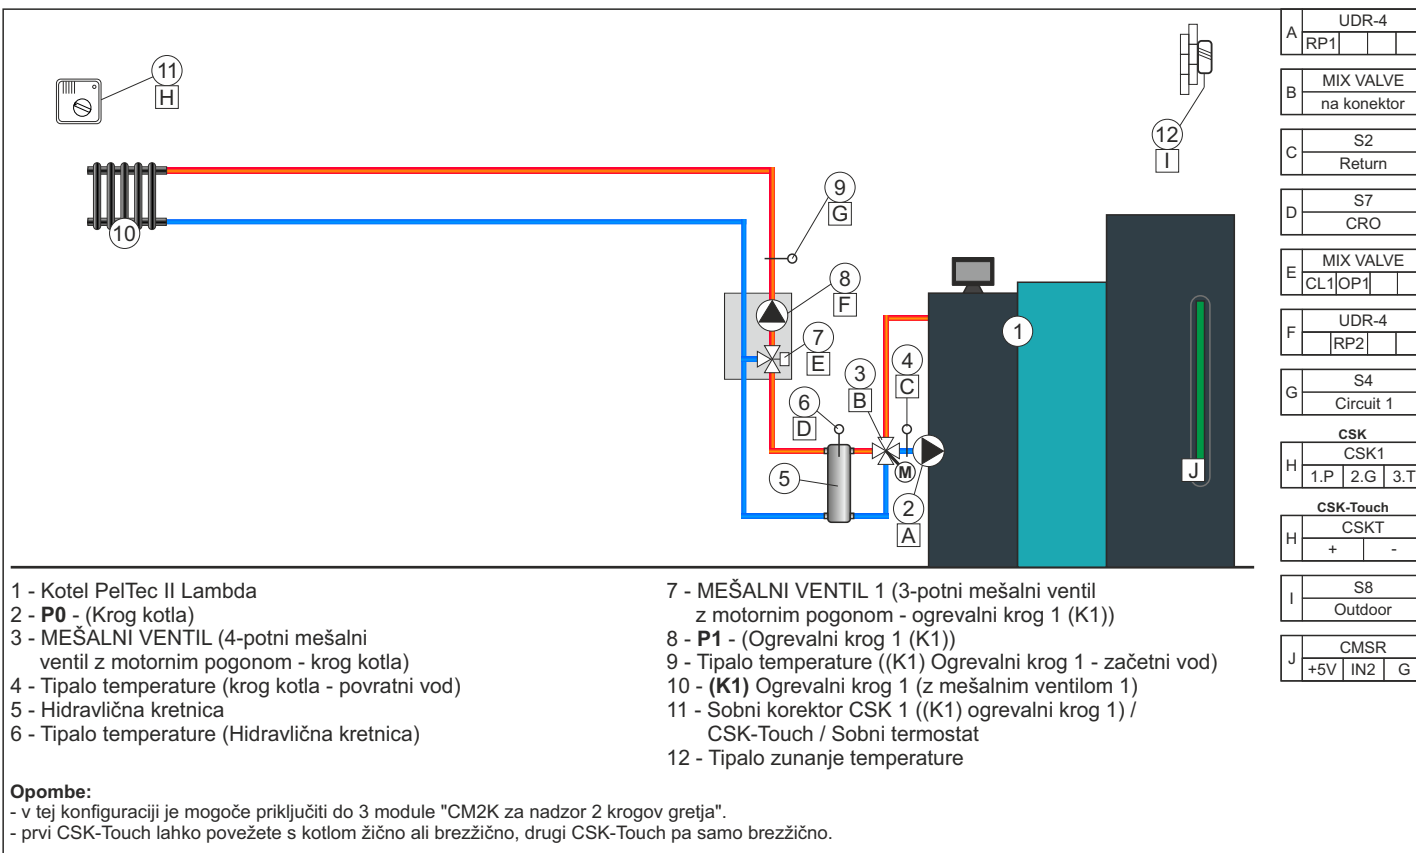 11
H
10
9
G
8
F
7
E
6
D
5
3
B
4
C
M
2
A
1
12
I
J
A UDR-4
RP1
B MIX VALVE
na konektor
C S2
Return
D S7
CRO
E MIX VALVE
CL1 OP1
F UDR-4
RP2
G S4
Circuit 1
CSK
H CSK1
1.P 2.G 3.T
CSK-Touch
H CSKT
+ -
I S8
Outdoor
J CMSR
+5V IN2 G
1 - Kotel PelTec II Lambda
2 - P0 - (Krog kotla)
3 - MEŠALNI VENTIL (4-potni mešalni
ventil z motornim pogonom - krog kotla)
4 - Tipalo temperature (krog kotla - povratni vod)
5 - Hidravlična kretnica
6 - Tipalo temperature (Hidravlična kretnica)
7 - MEŠALNI VENTIL 1 (3-potni mešalni ventil
z motornim pogonom - ogrevalni krog 1 (K1))
8 - P1 - (Ogrevalni krog 1 (K1))
9 - Tipalo temperature ((K1) Ogrevalni krog 1 - začetni vod)
10 - (K1) Ogrevalni krog 1 (z mešalnim ventilom 1)
11 - Sobni korektor CSK 1 ((K1) ogrevalni krog 1) /
CSK-Touch / Sobni termostat
12 - Tipalo zunanje temperature
Opombe:
- v tej konfiguraciji je mogoče priključiti do 3 module "CM2K za nadzor 2 krogov gretja".
- prvi CSK-Touch lahko povežete s kotlom žično ali brezžično, drugi CSK-Touch pa samo brezžično.